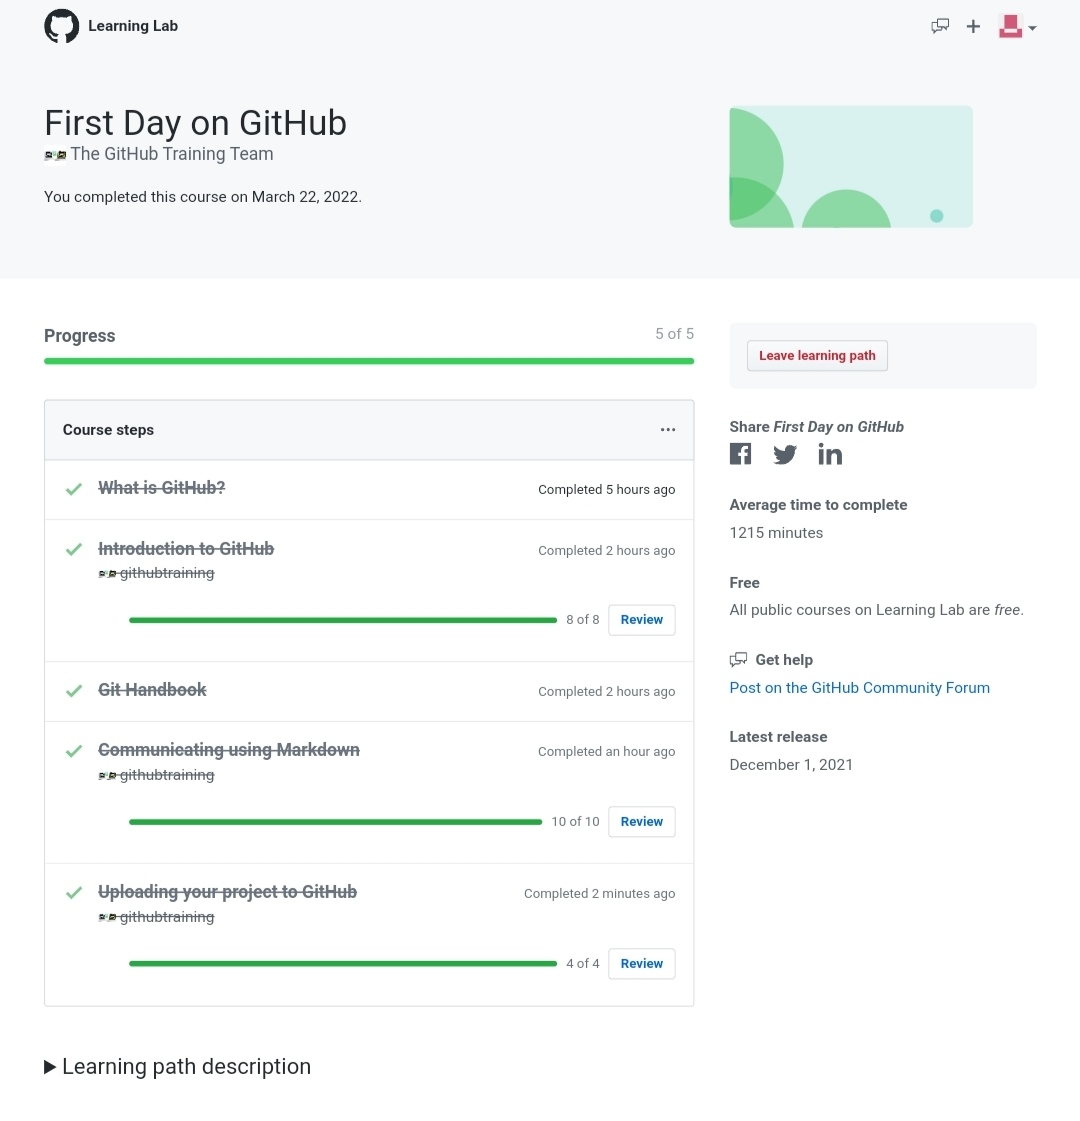 Learning Lab
First Day on GitHub
The GitHub Training Team
You completed this course on March 22, 2022.
Progress
5 of 5
Course steps
What is GitHub?
Completed 5 hours ago
Introduction to GitHub
Completed 2 hours ago
githubtraining
8 of 8
Review
Git Handbook
Completed 2 hours ago
Communicating using Markdown
Completed an hour ago
githubtraining
10 of 10
Review
Uploading your project to GitHub
Completed 2 minutes ago
githubtraining
4 of 4
Review
Learning path description
Leave learning path
Share First Day on GitHub
Average time to complete
1215 minutes
Free
All public courses on Learning Lab are free.
Get help
Post on the GitHub Community Forum
Latest release
December 1, 2021